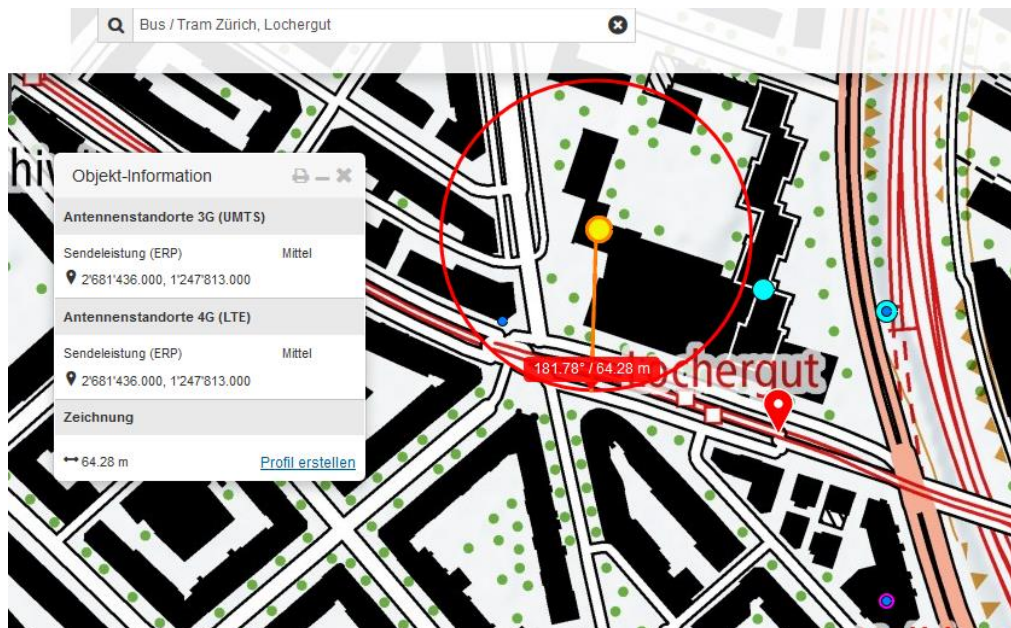 Bus / Tram Zürich, Lochergut
Objekt-Information
Antennenstandorte 3G (UMTS)
Sendeleistung (ERP) Mittel
2'681'436.000, 1'247'813.000
Antennenstandorte 4G (LTE)
Sendeleistung (ERP) Mittel
2'681'436.000, 1'247'813.000
Zeichnung
64.28 m Profil erstellen
181.78° / 64.28 m
Lochergut